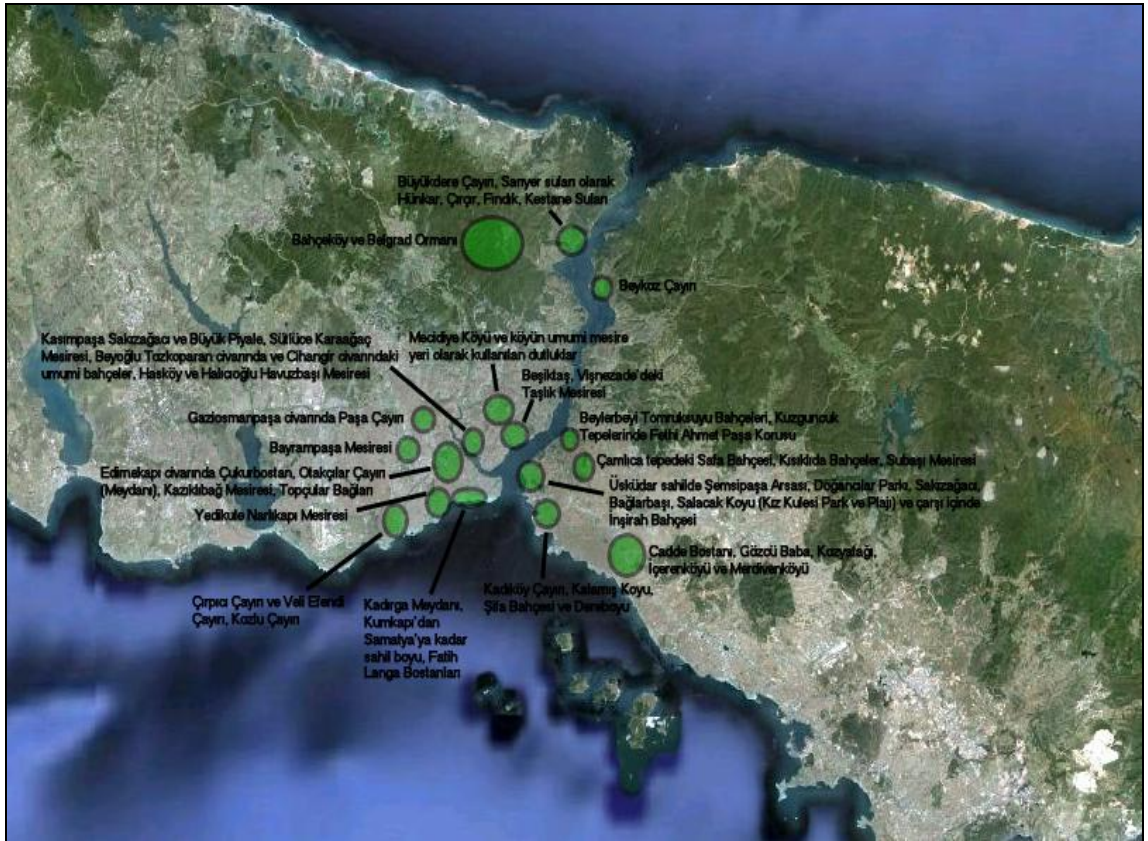 Büyükdere Çayırı, Sarıyer suları olarak
Hünkar, Çırçır, Fındık, Kestane Suları
Bahçeköy ve Belgrad Ormanı
Beykoz Çayırı
Kasımpaşa Sakızağacı ve Büyük Piyale, Sütlüce Karaağaç
Mesiresi, Beyoğlu Tozkoparan civarında ve Cihangir civarındaki
umumi bahçeler, Hasköy ve Halıcıoğlu Havuzbaşı Mesiresi
Mecidiye Köyü ve köyün umumi mesire
yeri olarak kullanılan dutluklar
Beşiktaş, Vişnezade'deki
Taşlık Mesiresi
Gaziosmanpaşa civarında Paşa Çayırı
Bayrampaşa Mesiresi
Edirnekapı civarında Çukurbostan, Otakçılar Çayırı
(Meydanı), Kazıklıbağ Mesiresi, Topçular Bağları
Yedikule Narlıkapı Mesiresi
Beylerbeyi Tomruksuyu Bahçeleri, Kuzguncuk
Tepelerinde Fethi Ahmet Paşa Korusu
Çamlıca tepedeki Safa Bahçesi, Kısıklıda Bahçeler, Subaşı Mesiresi
Üsküdar sahilde Şemsipaşa Arsası, Doğancılar Parkı, Sakızağacı,
Bağlarbaşı, Salacak Koyu (Kız Kulesi Park ve Plajı) ve çarşı içinde
İnşirah Bahçesi
Cadde Bostanı, Gözcü Baba, Kozyatağı,
İçerenköyü ve Merdivenköyü
Kadıköy Çayırı, Kalamış Koyu,
Şifa Bahçesi ve Dereboyu
Çırpıcı Çayırı ve Veli Efendi
Çayırı, Kozlu Çayırı
Kadırga Meydanı,
Kumkapı'dan
Samatya'ya kadar
sahil boyu, Fatih
Langa Bostanları